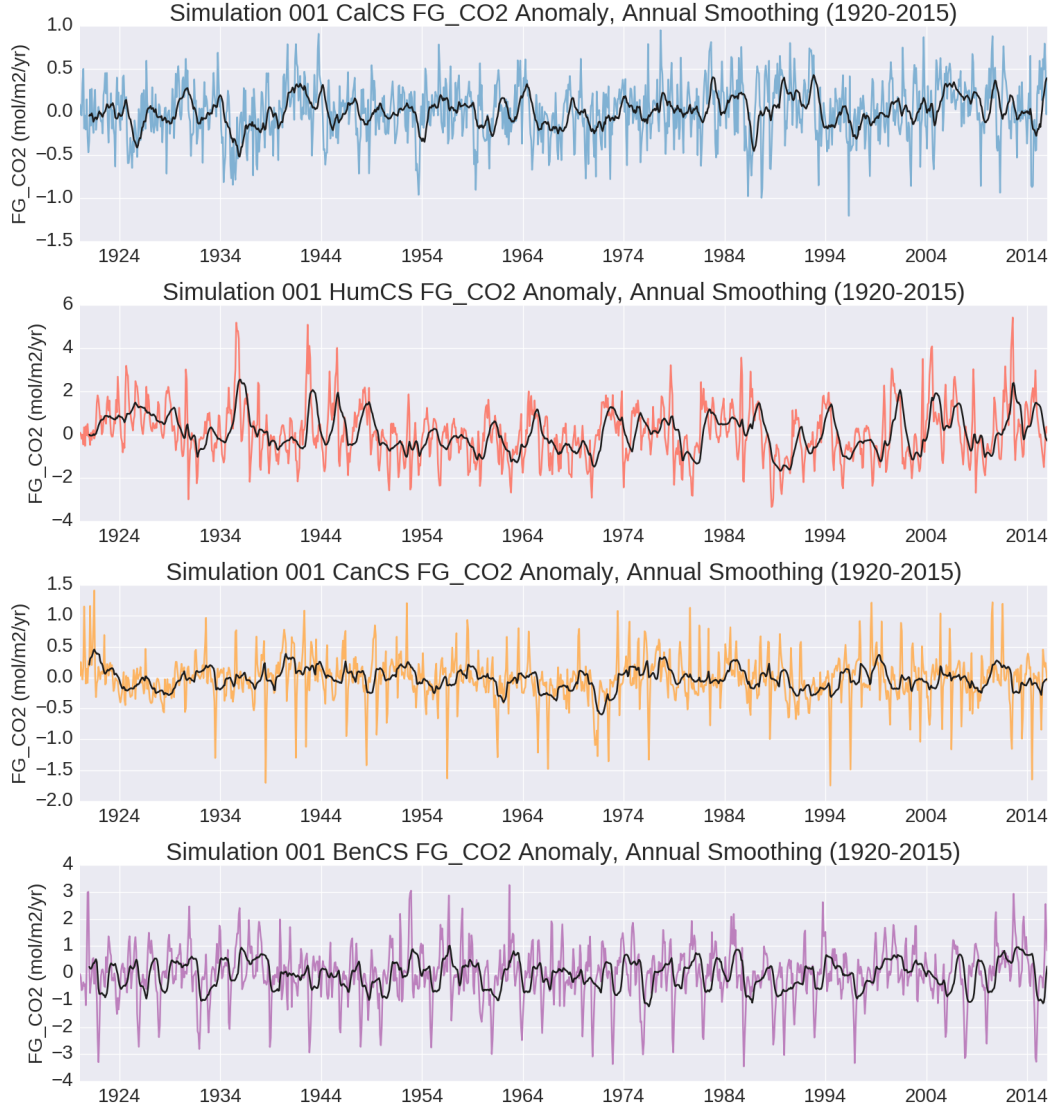 Simulation 001 CalCS FG_CO2 Anomaly, Annual Smoothing (1920-2015)
FG_CO2 (mol/m2/yr)
1.0
0.5
0.0
−0.5
−1.0
−1.5
1924 1934 1944 1954 1964 1974 1984 1994 2004 2014
Simulation 001 HumCS FG_CO2 Anomaly, Annual Smoothing (1920-2015)
FG_CO2 (mol/m2/yr)
6
4
2
0
−2
−4
1924 1934 1944 1954 1964 1974 1984 1994 2004 2014
Simulation 001 CanCS FG_CO2 Anomaly, Annual Smoothing (1920-2015)
FG_CO2 (mol/m2/yr)
1.5
1.0
0.5
0.0
−0.5
−1.0
−1.5
−2.0
1924 1934 1944 1954 1964 1974 1984 1994 2004 2014
Simulation 001 BenCS FG_CO2 Anomaly, Annual Smoothing (1920-2015)
FG_CO2 (mol/m2/yr)
4
3
2
1
0
−1
−2
−3
−4
1924 1934 1944 1954 1964 1974 1984 1994 2004 2014